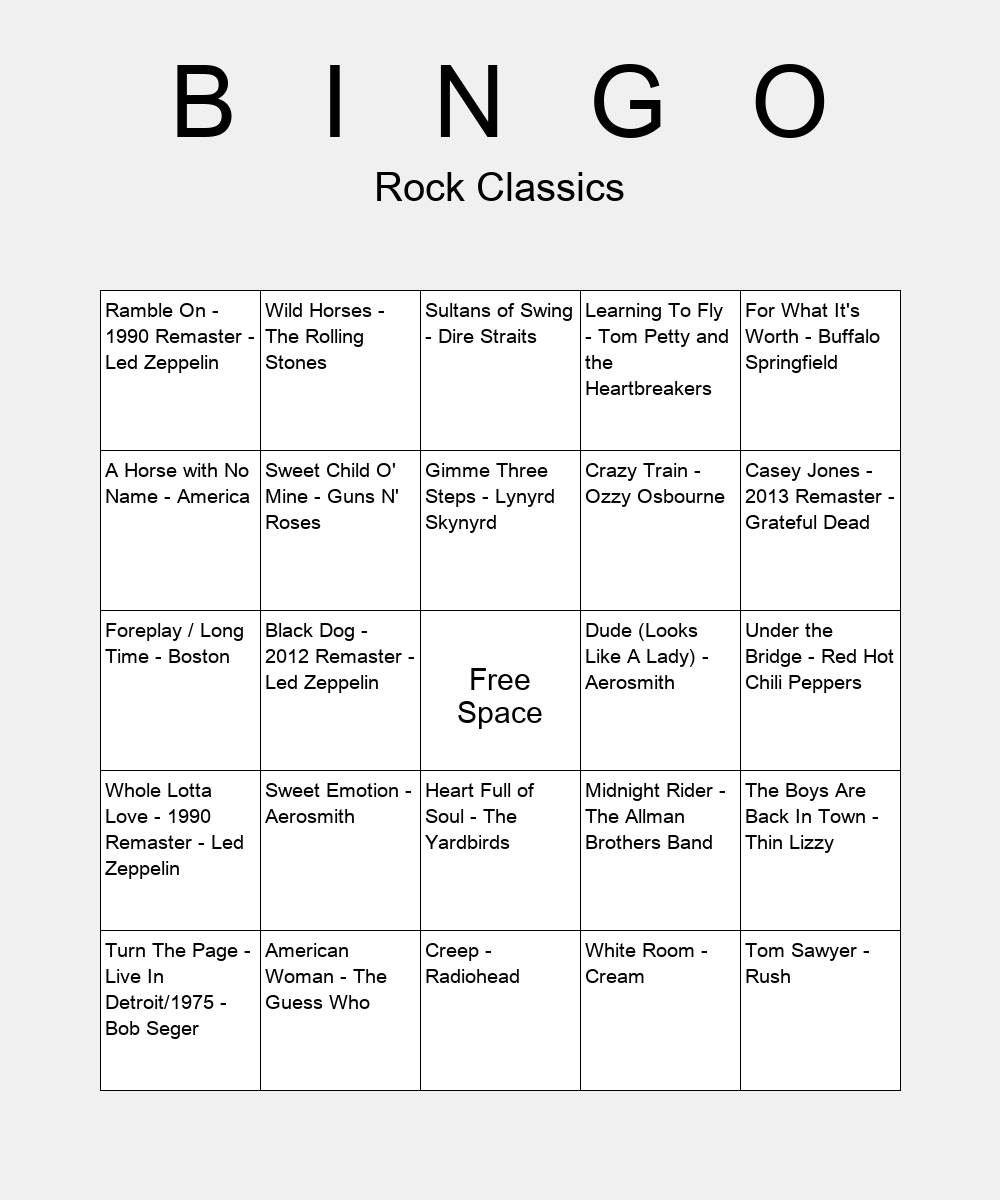 B I N G O
Rock Classics
Ramble On -
1990 Remaster -
Led Zeppelin
Wild Horses -
The Rolling
Stones
Sultans of Swing
- Dire Straits
Learning To Fly
- Tom Petty and
the
Heartbreakers
For What It's
Worth - Buffalo
Springfield
A Horse with No
Name - America
Sweet Child O'
Mine - Guns N'
Roses
Gimme Three
Steps - Lynyrd
Skynyrd
Crazy Train -
Ozzy Osbourne
Casey Jones -
2013 Remaster -
Grateful Dead
Foreplay / Long
Time - Boston
Black Dog -
2012 Remaster -
Led Zeppelin
Free
Space
Dude (Looks
Like A Lady) -
Aerosmith
Under the
Bridge - Red Hot
Chili Peppers
Whole Lotta
Love - 1990
Remaster - Led
Zeppelin
Sweet Emotion -
Aerosmith
Heart Full of
Soul - The
Yardbirds
Midnight Rider -
The Allman
Brothers Band
The Boys Are
Back In Town -
Thin Lizzy
Turn The Page -
Live In
Detroit/1975 -
Bob Seger
American
Woman - The
Guess Who
Creep -
Radiohead
White Room -
Cream
Tom Sawyer -
Rush